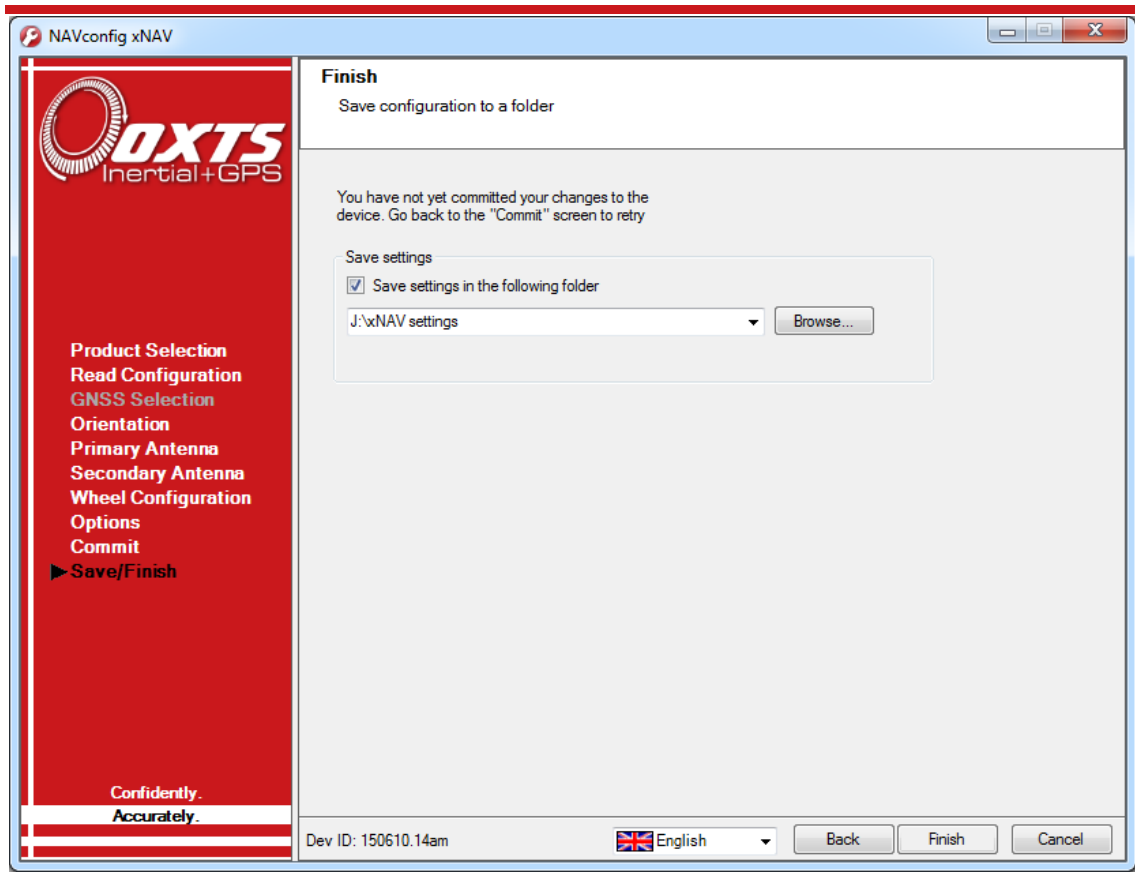 NAVconfig xNAV
OXTS
Inertial+GPS
Product Selection
Read Configuration
GNSS Selection
Orientation
Primary Antenna
Secondary Antenna
Wheel Configuration
Options
Commit
Save/Finish
Confidently.
Accurately.
Finish
Save configuration to a folder
You have not yet committed your changes to the
device. Go back to the "Commit" screen to retry
Save settings
Save settings in the following folder
J:\xNAV settings
Browse...
Dev ID: 150610.14am
English
Back
Finish
Cancel